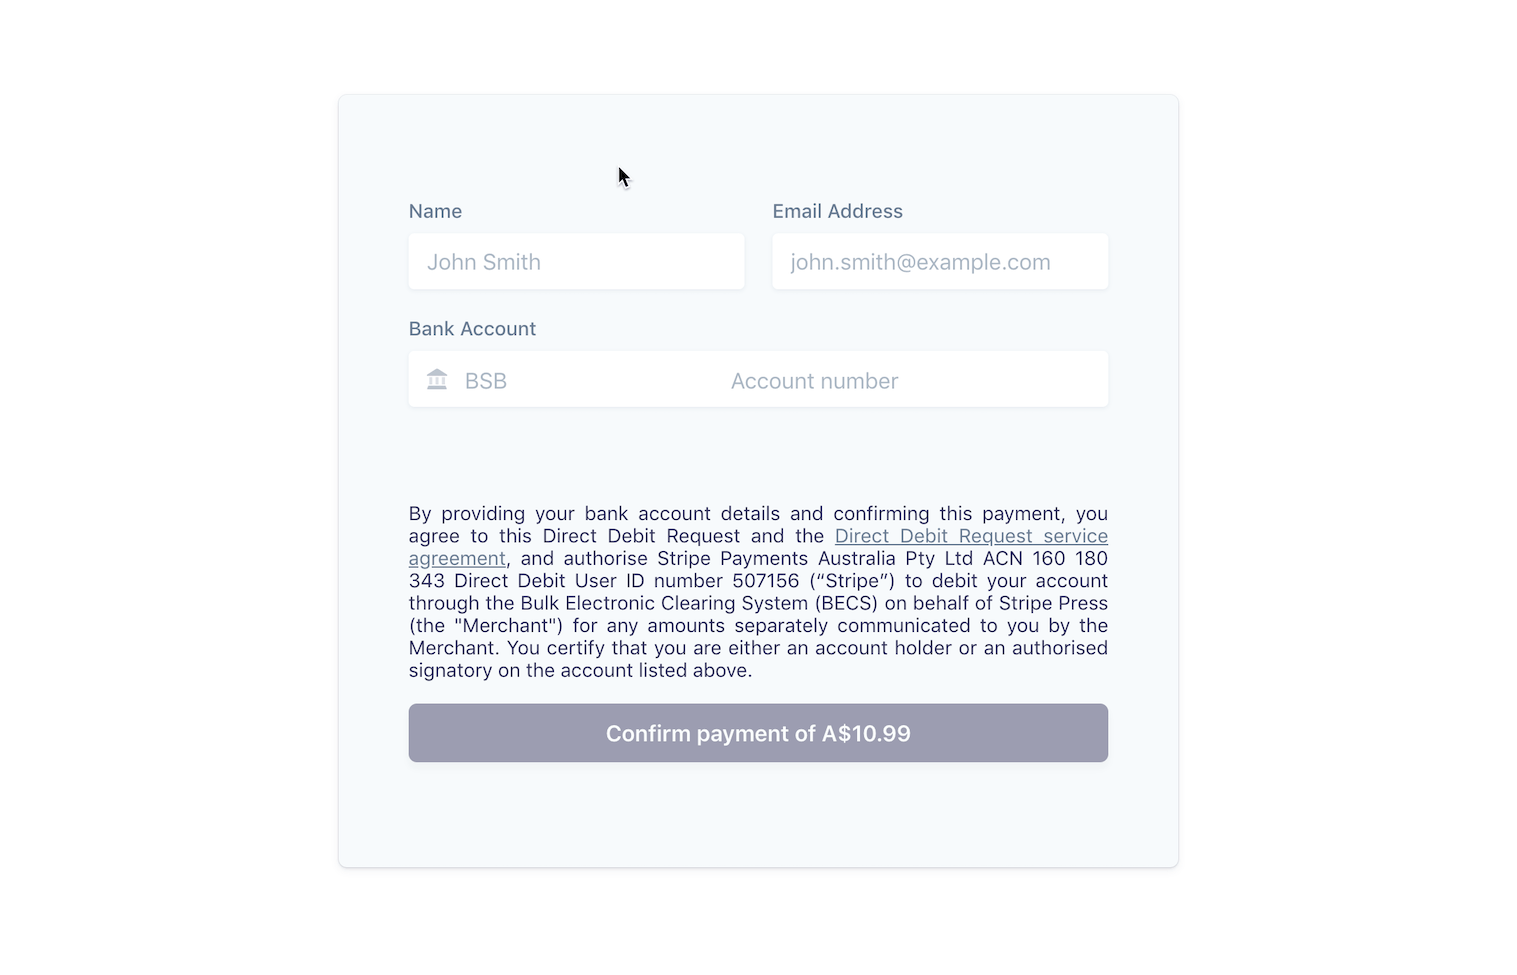 Name
Email Address
John Smith
john.smith@example.com
Bank Account
BSB
Account number
By providing your bank account details and confirming this payment, you
agree to this Direct Debit Request and the Direct Debit Request service
agreement, and authorise Stripe Payments Australia Pty Ltd ACN 160 180
343 Direct Debit User ID number 507156 (“Stripe”) to debit your account
through the Bulk Electronic Clearing System (BECS) on behalf of Stripe Press
(the "Merchant") for any amounts separately communicated to you by the
Merchant. You certify that you are either an account holder or an authorised
signatory on the account listed above.
Confirm payment of A$10.99